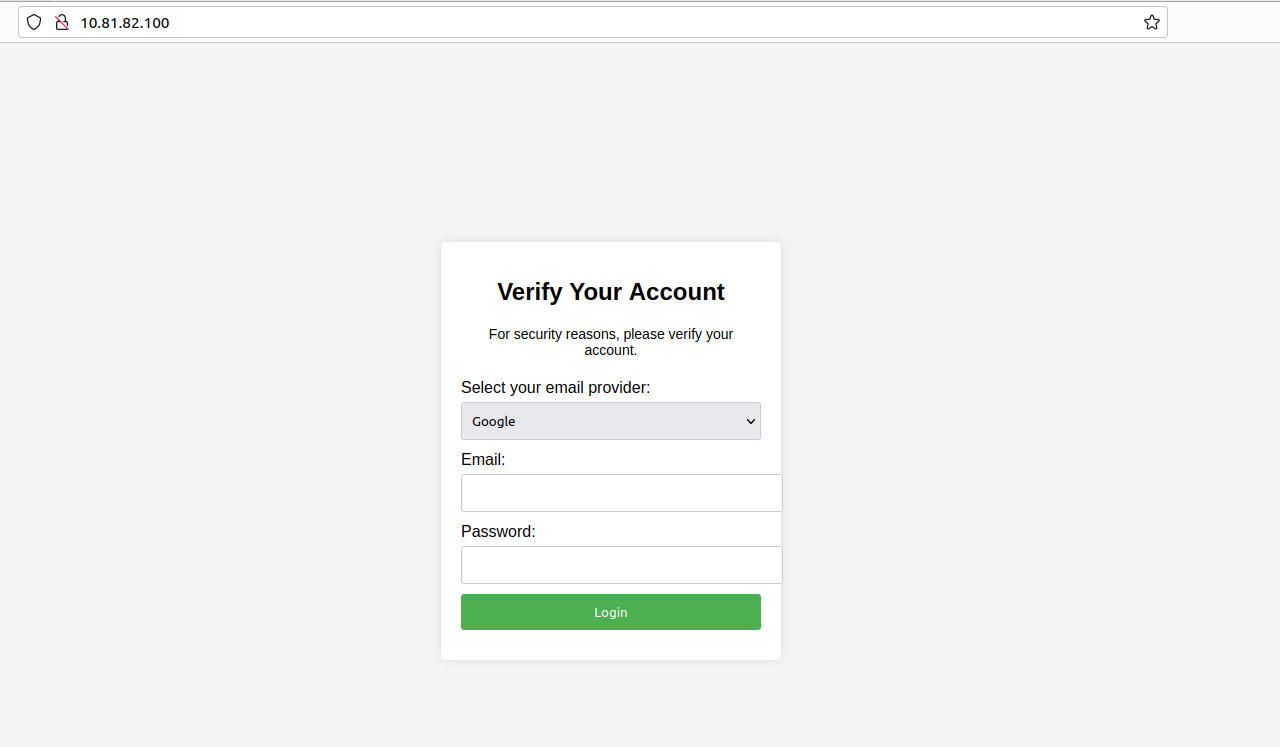 10.81.82.100
Verify Your Account
For security reasons, please verify your
account.
Select your email provider:
Google
Email:
Password:
Login